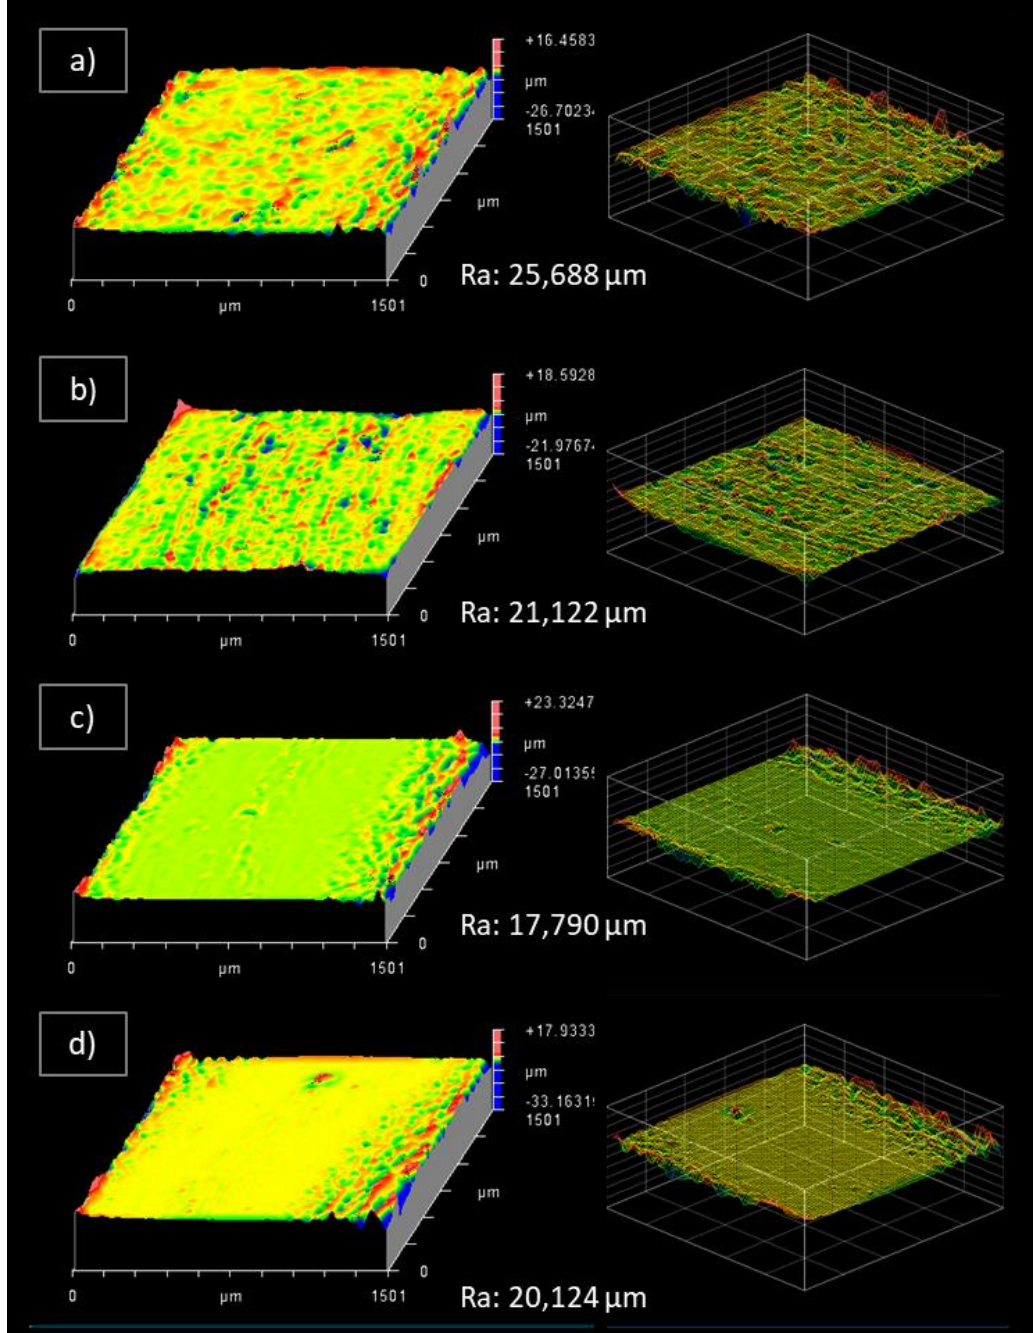 a)
+16.4583
µm
-26.7023
1501
µm
0
0 µm 1501
Ra: 25,688 µm
b)
+18.5928
µm
-21.9767
1501
µm
0
0 µm 1501
Ra: 21,122 µm
c)
+23.3247
µm
-27.0135
1501
µm
0
0 µm 1501
Ra: 17,790 µm
d)
+17.9333
µm
-33.1631
1501
µm
0
0 µm 1501
Ra: 20,124 µm